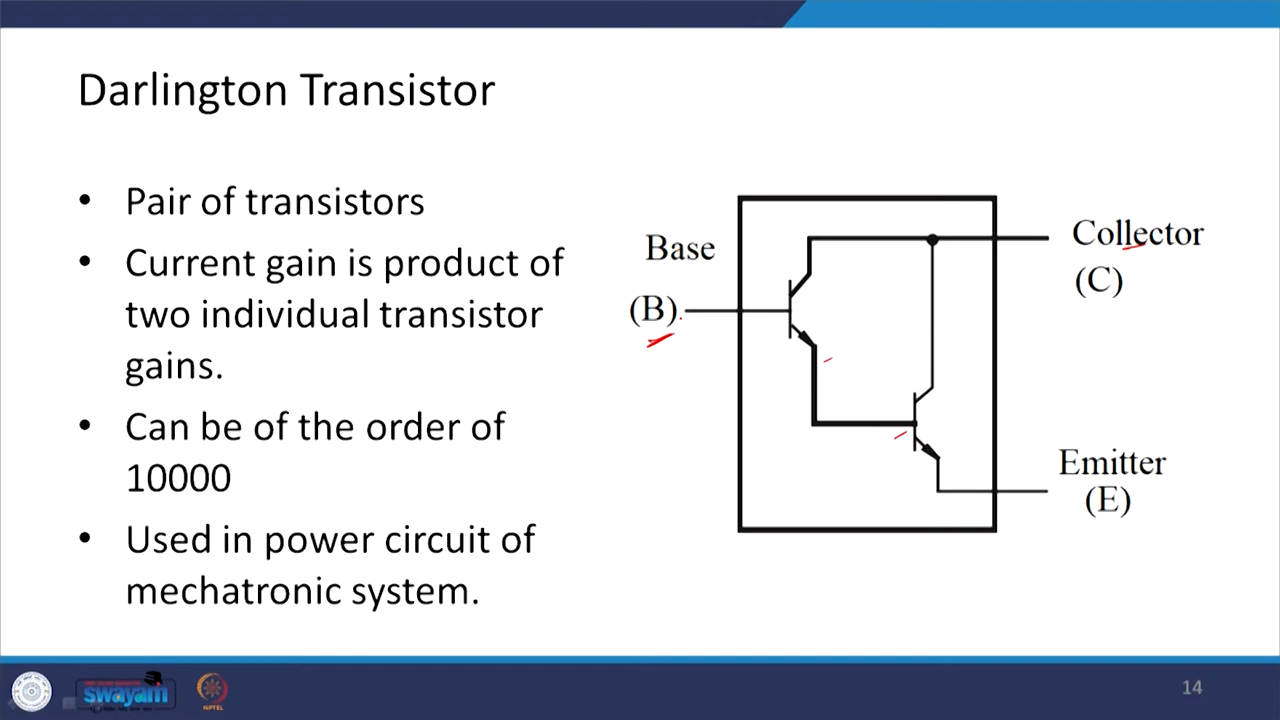 Darlington Transistor
• Pair of transistors
• Current gain is product of
two individual transistor
gains.
• Can be of the order of
10000
• Used in power circuit of
mechatronic system.
Base
(B)
Collector
(C)
Emitter
(E)
swayam
NPTEL
14